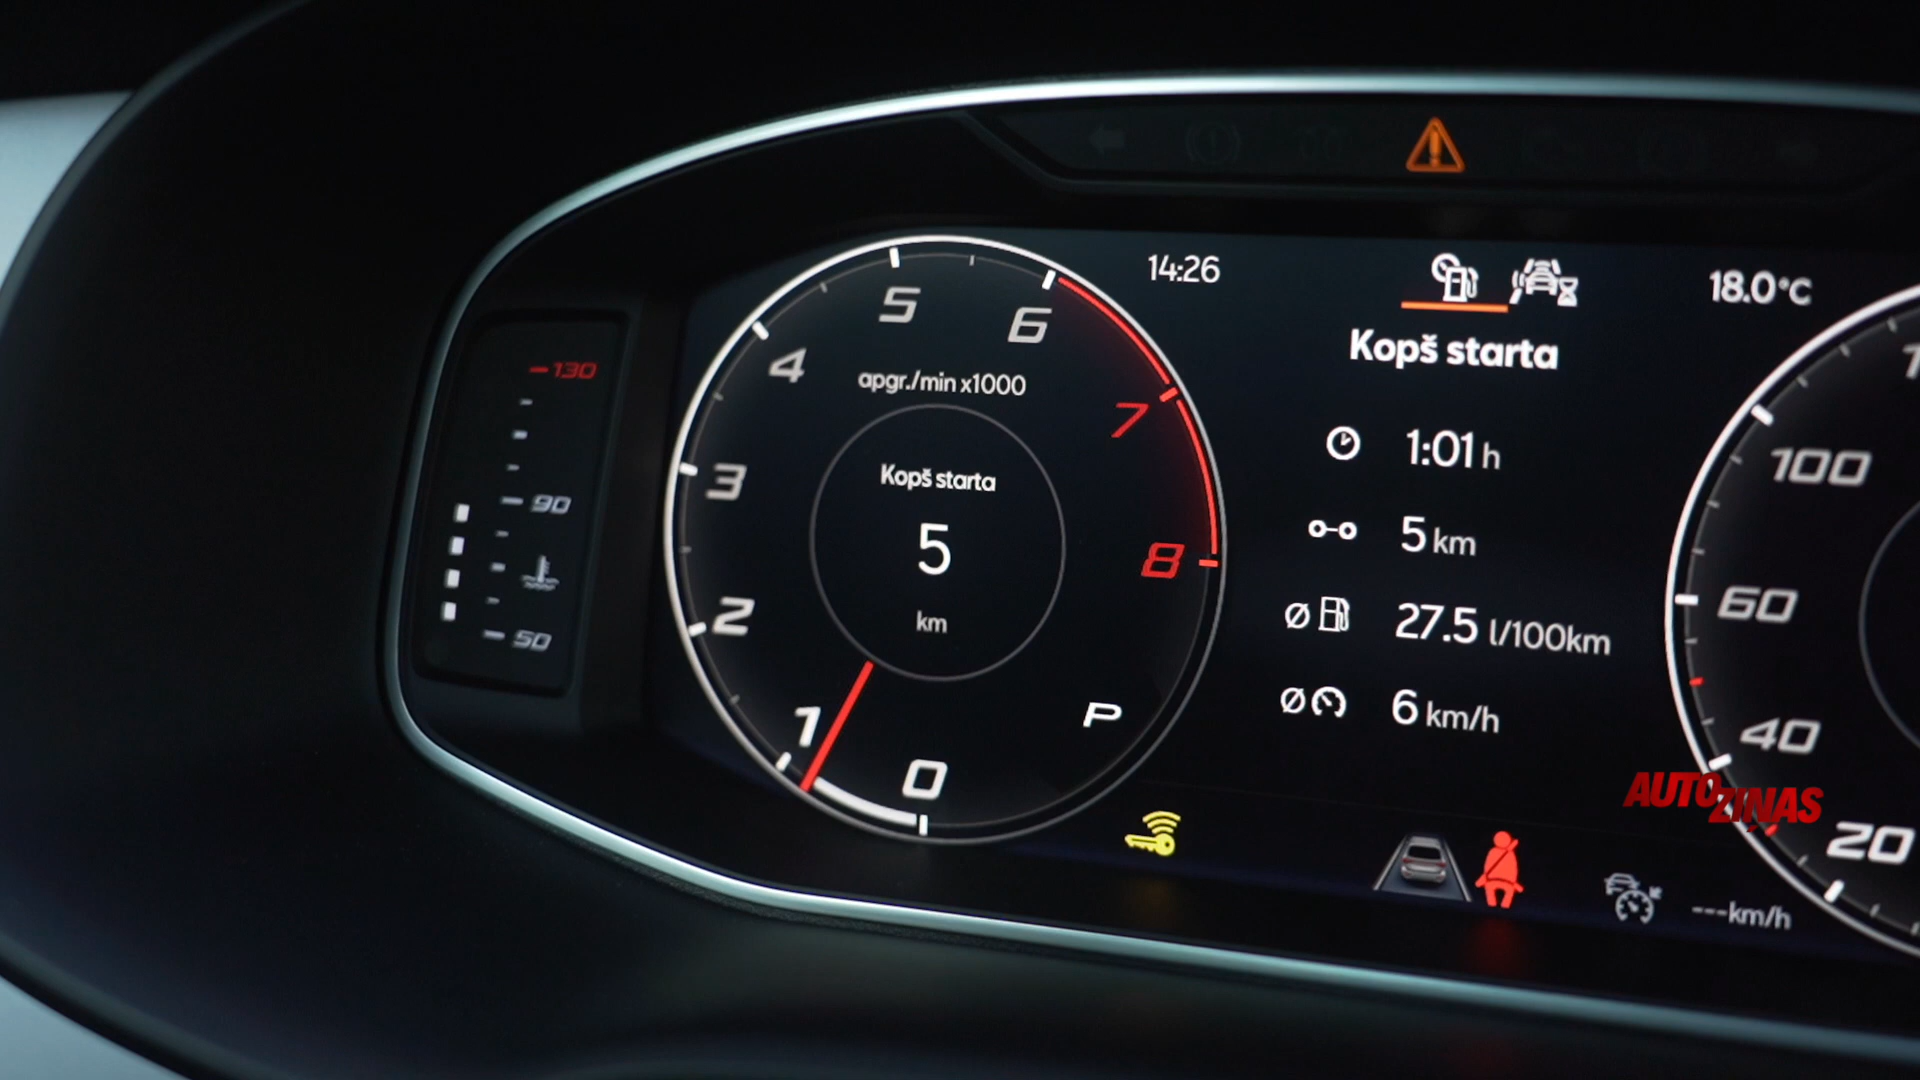 130
90
50
5
6
4
apgr./min x1000
7
3
Kopš starta
5
km
8
2
1
P
0
14:26
18.0°C
Kopš starta
1:01 h
5 km
Ø 27.5 l/100km
Ø 6 km/h
---km/h
100
60
40
20
AUTO
ZIŅAS